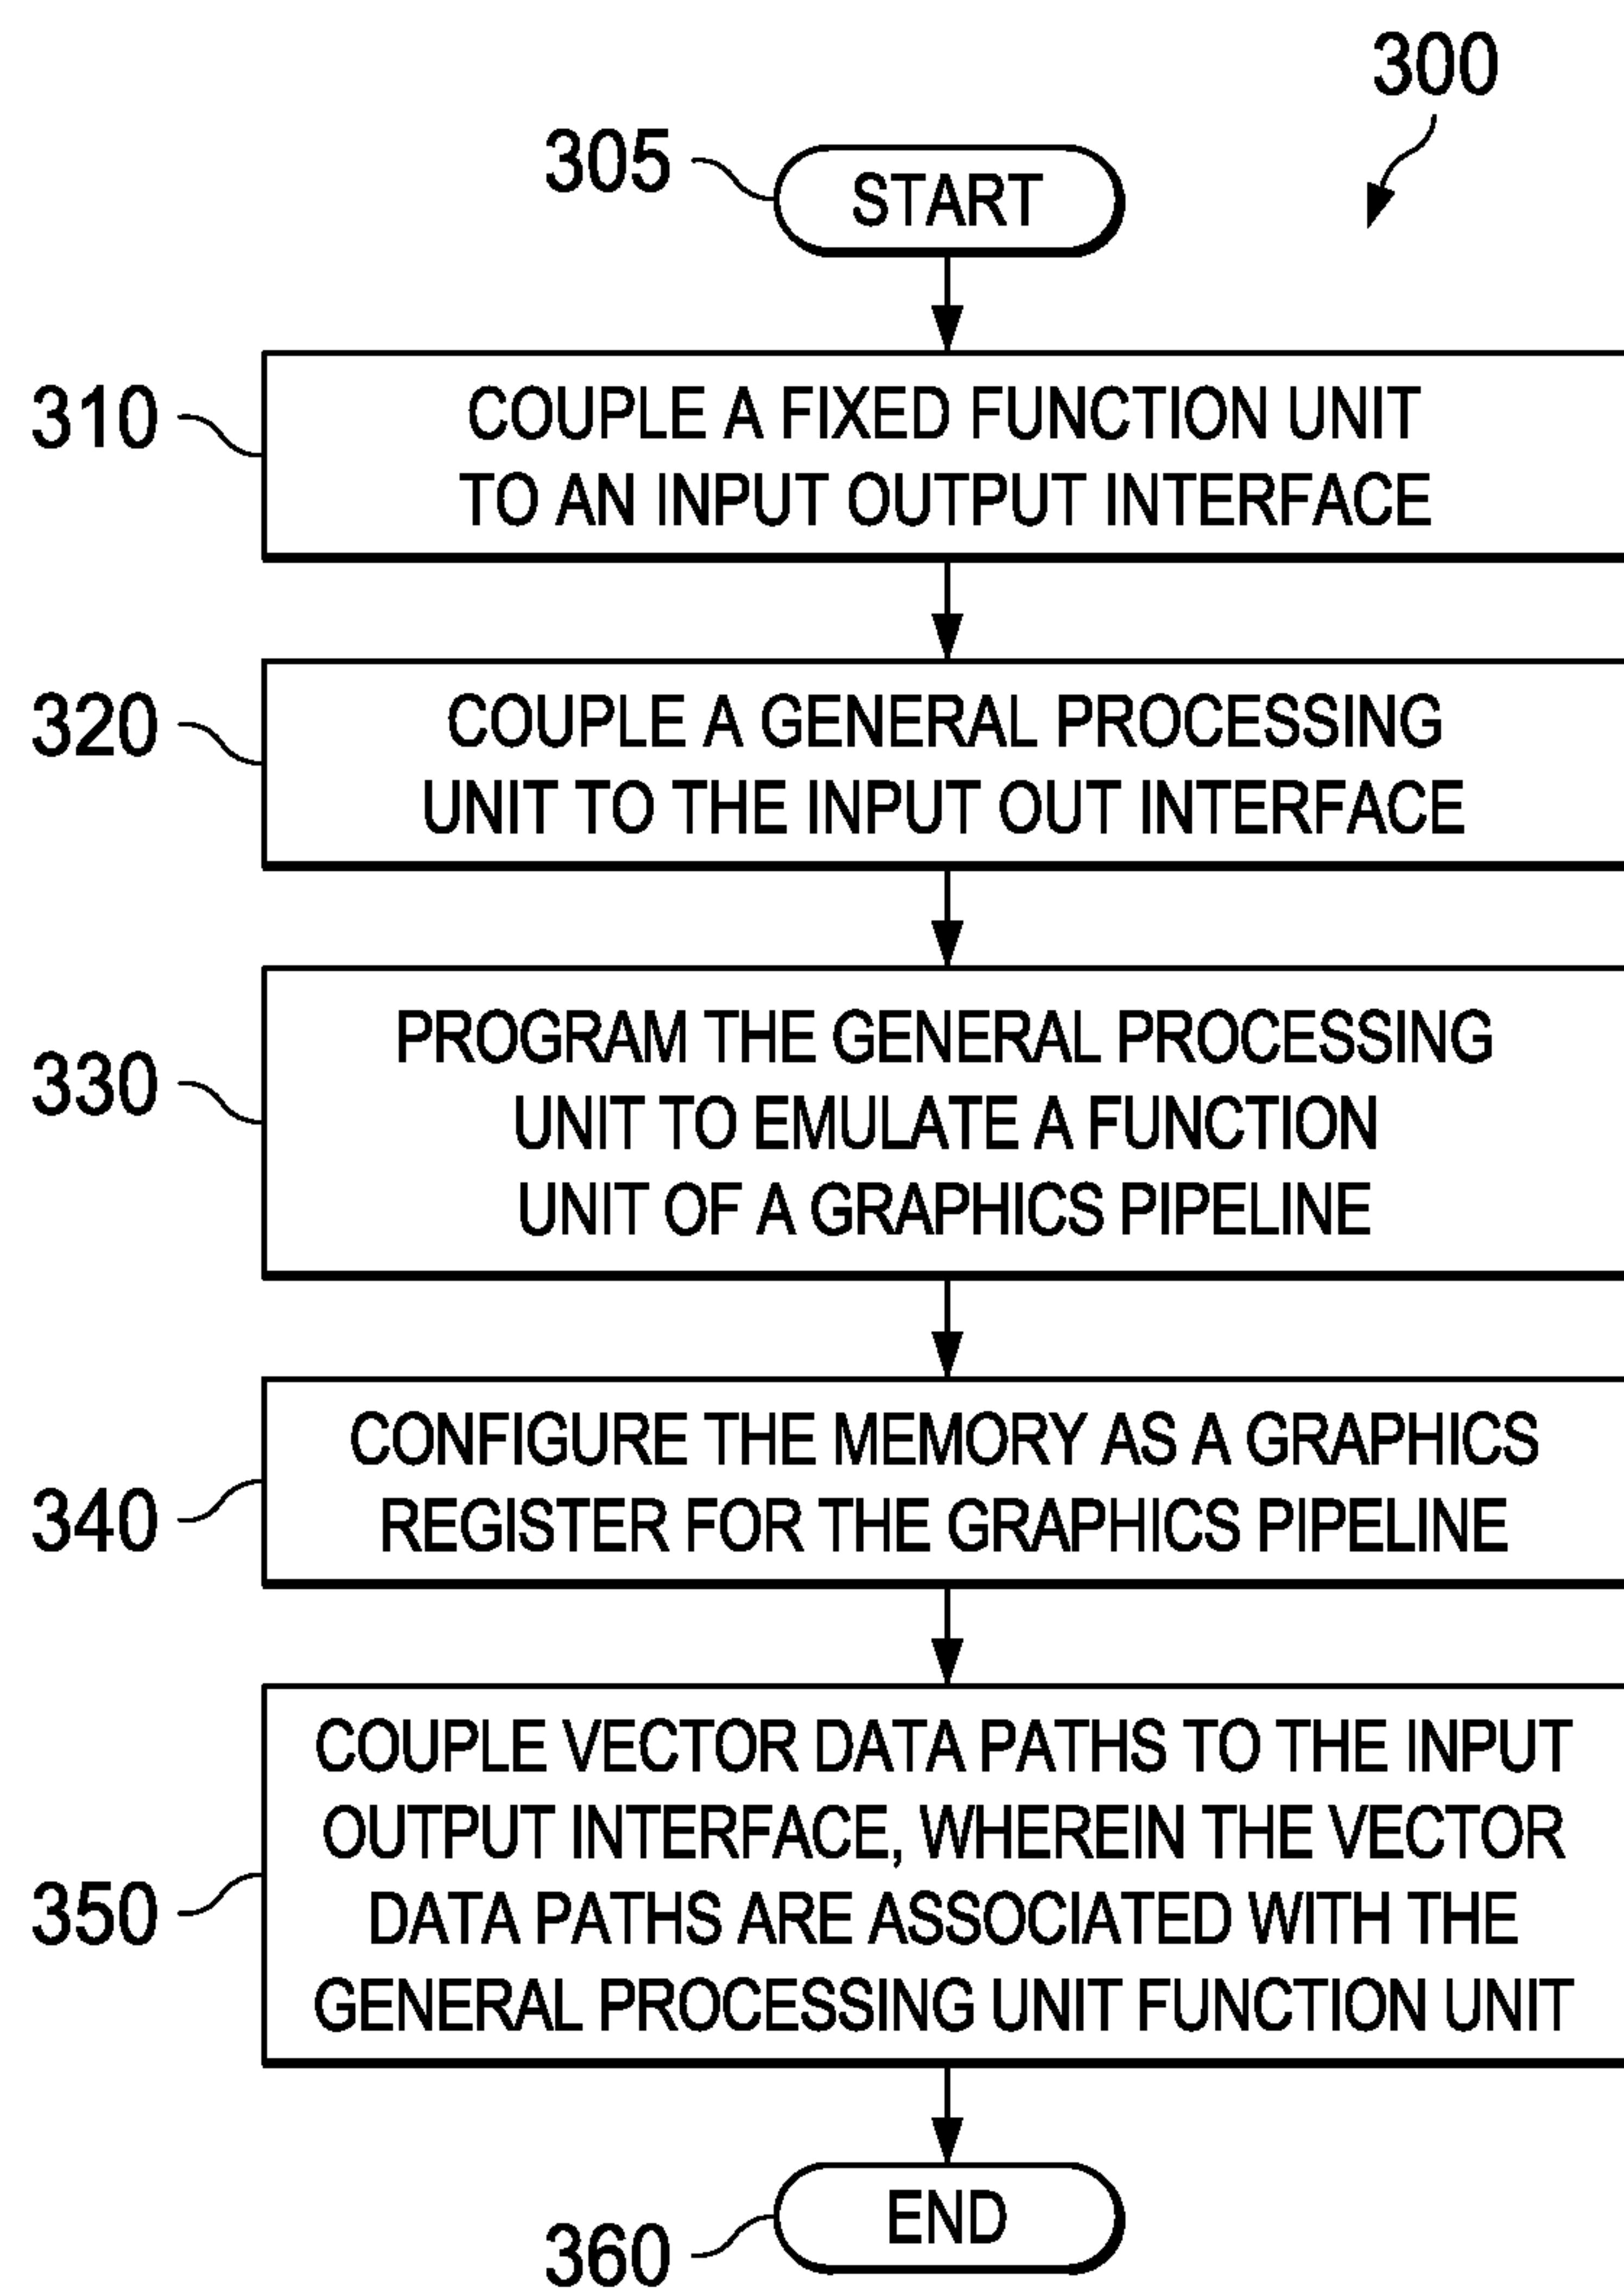 300
305
START
310
COUPLE A FIXED FUNCTION UNIT
TO AN INPUT OUTPUT INTERFACE
320
COUPLE A GENERAL PROCESSING
UNIT TO THE INPUT OUT INTERFACE
330
PROGRAM THE GENERAL PROCESSING
UNIT TO EMULATE A FUNCTION
UNIT OF A GRAPHICS PIPELINE
340
CONFIGURE THE MEMORY AS A GRAPHICS
REGISTER FOR THE GRAPHICS PIPELINE
350
COUPLE VECTOR DATA PATHS TO THE INPUT
OUTPUT INTERFACE, WHEREIN THE VECTOR
DATA PATHS ARE ASSOCIATED WITH THE
GENERAL PROCESSING UNIT FUNCTION UNIT
360
END